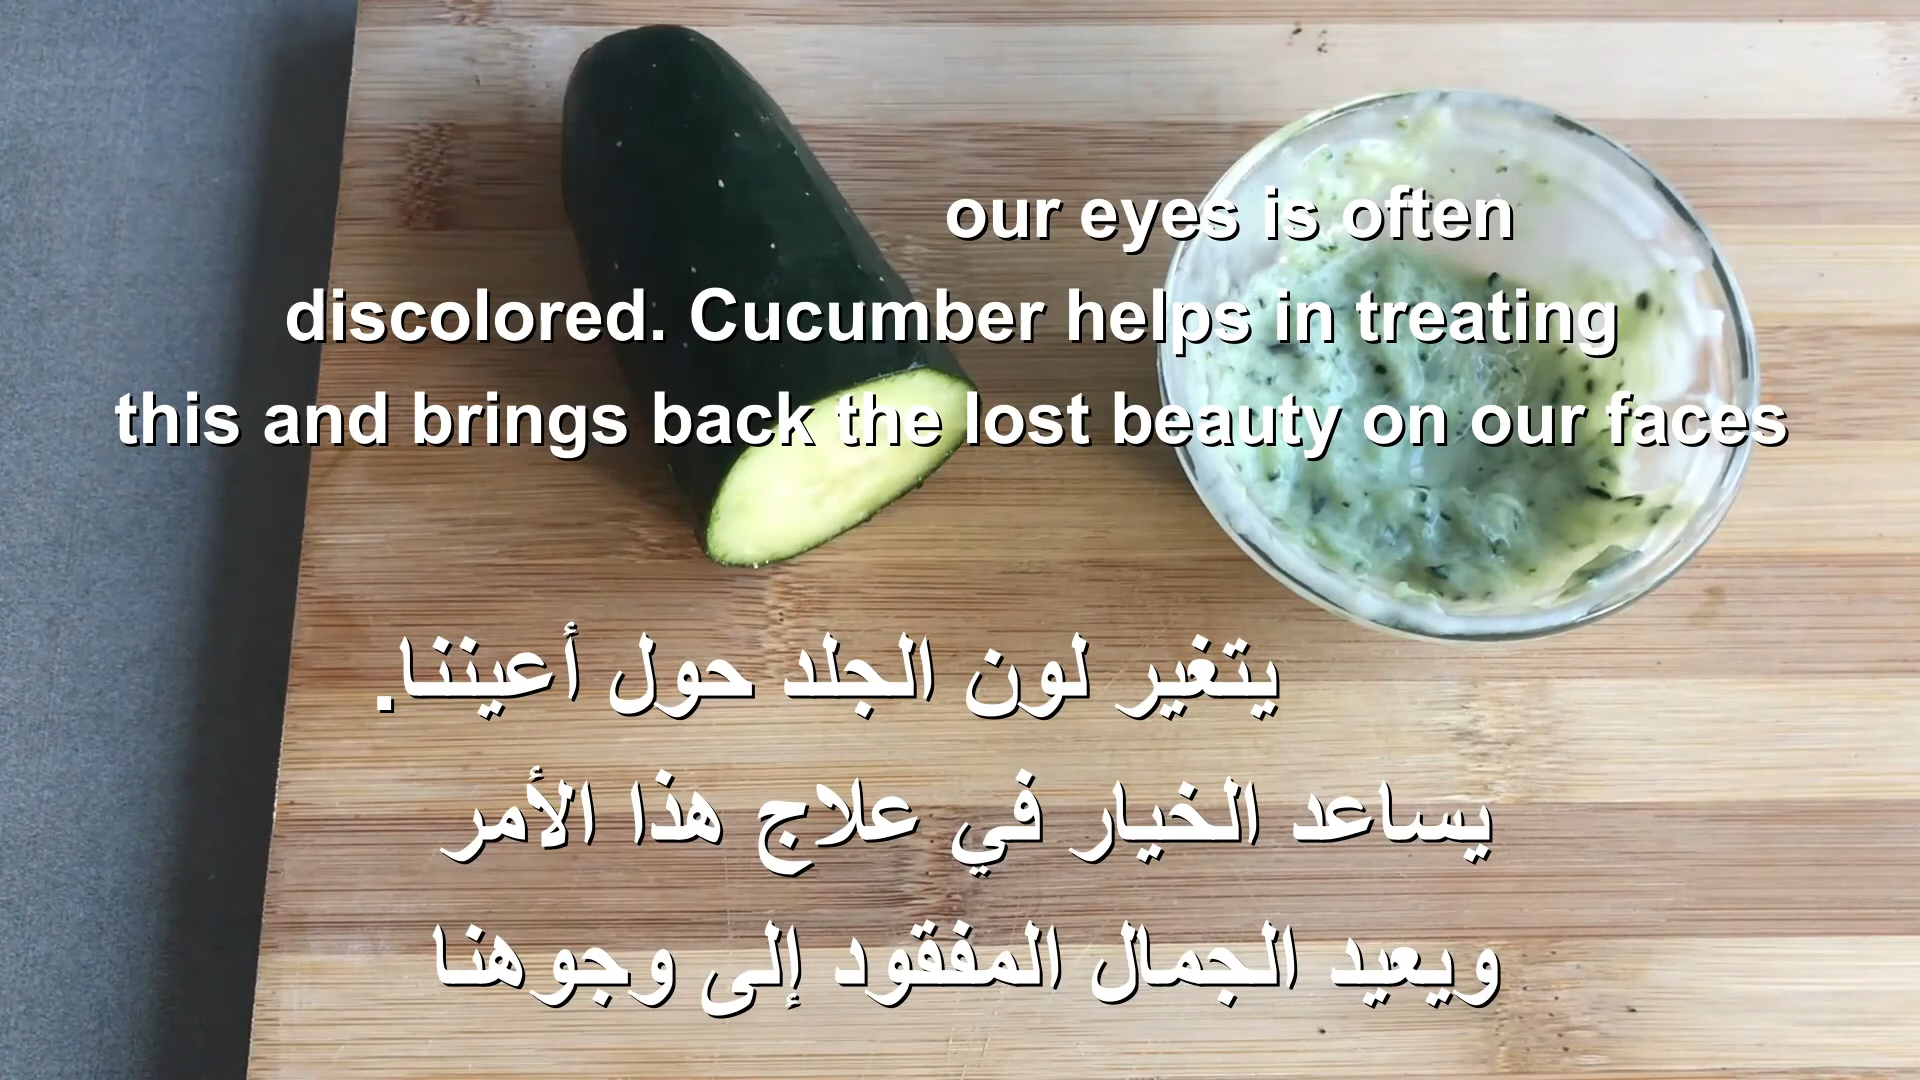 our eyes is often
discolored. Cucumber helps in treating
this and brings back the lost beauty on our faces
يتغير لون الجلد حول أعيننا.
يساعد الخيار في علاج هذا الأمر
ويعيد الجمال المفقود إلى وجوهنا